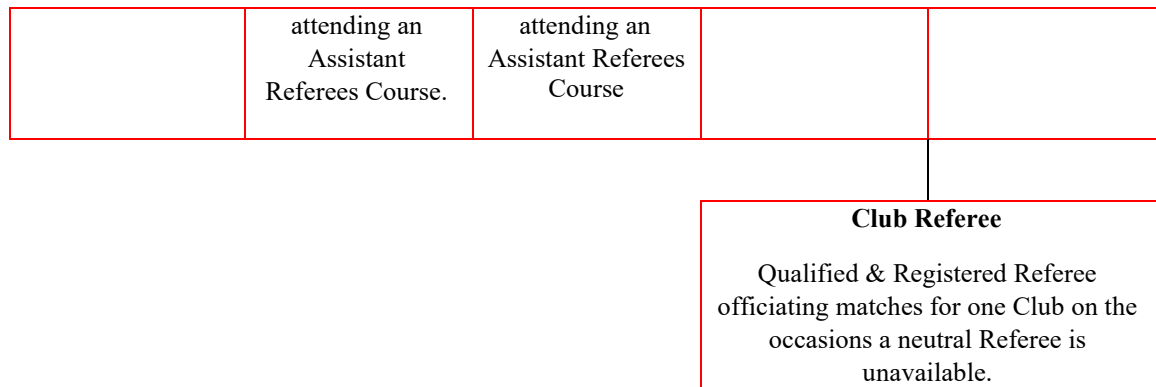 attending an
Assistant
Referees Course.
attending an
Assistant Referees
Course
Club Referee
Qualified & Registered Referee
officiating matches for one Club on the
occasions a neutral Referee is
unavailable.